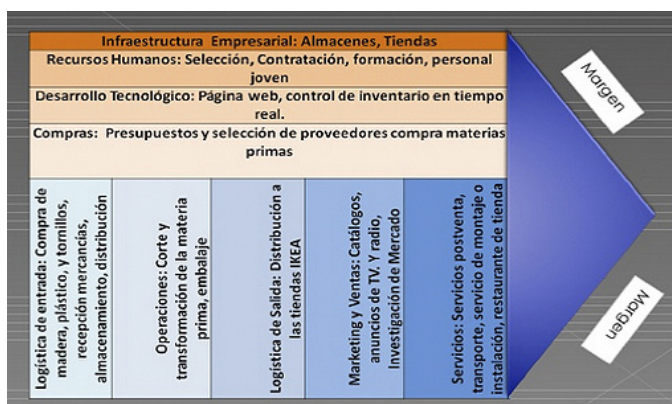 Infraestructura Empresarial: Almacenes, Tiendas
Recursos Humanos: Selección, Contratación, formación, personal
joven
Desarrollo Tecnológico: Página web, control de inventario en tiempo
real.
Compras: Presupuestos y selección de proveedores compra materias
primas
Logística de entrada: Compra de
madera, plástico, y tornillos,
recepción mercancías,
almacenamiento, distribución
Operaciones: Corte y
transformación de la materia
prima, embalaje
Logística de Salida: Distribución a
las tiendas IKEA
Marketing y Ventas: Catálogos,
anuncios de TV. Y radio,
Investigación de Mercado
Servicios: Servicios postventa,
transporte, servicio de montaje o
instalación, restaurante de tienda
Margen
Margen